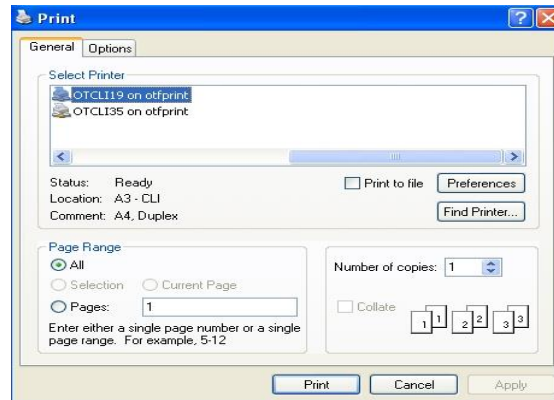 Print
General Options
Select Printer
OTCLI19 on otfprint
OTCLI35 on otfprint
Status: Ready Print to file Preferences
Location: A3 - CLI
Comment: A4, Duplex Find Printer...
Page Range
All Number of copies: 1
Selection Current Page
Pages: 1 Collate
Enter either a single page number or a single
page range. For example, 5-12
1 1 2 2 3 3
Print Cancel Apply